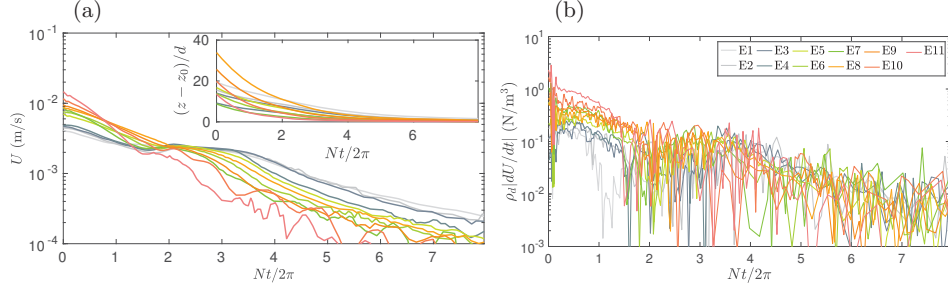 (a)
10^-1
10^-2
10^-3
10^-4
U (m/s)
0 1 2 3 4 5 6 7
Nt/2π
40
20
0
(z − z_0)/d
0 2 4 6
Nt/2π
(b)
10^1
10^0
10^-1
10^-2
10^-3
ρ_d|dU/dt| (N/m^3)
0 1 2 3 4 5 6 7
Nt/2π
E1 E3 E5 E7 E9 E11
E2 E4 E6 E8 E10